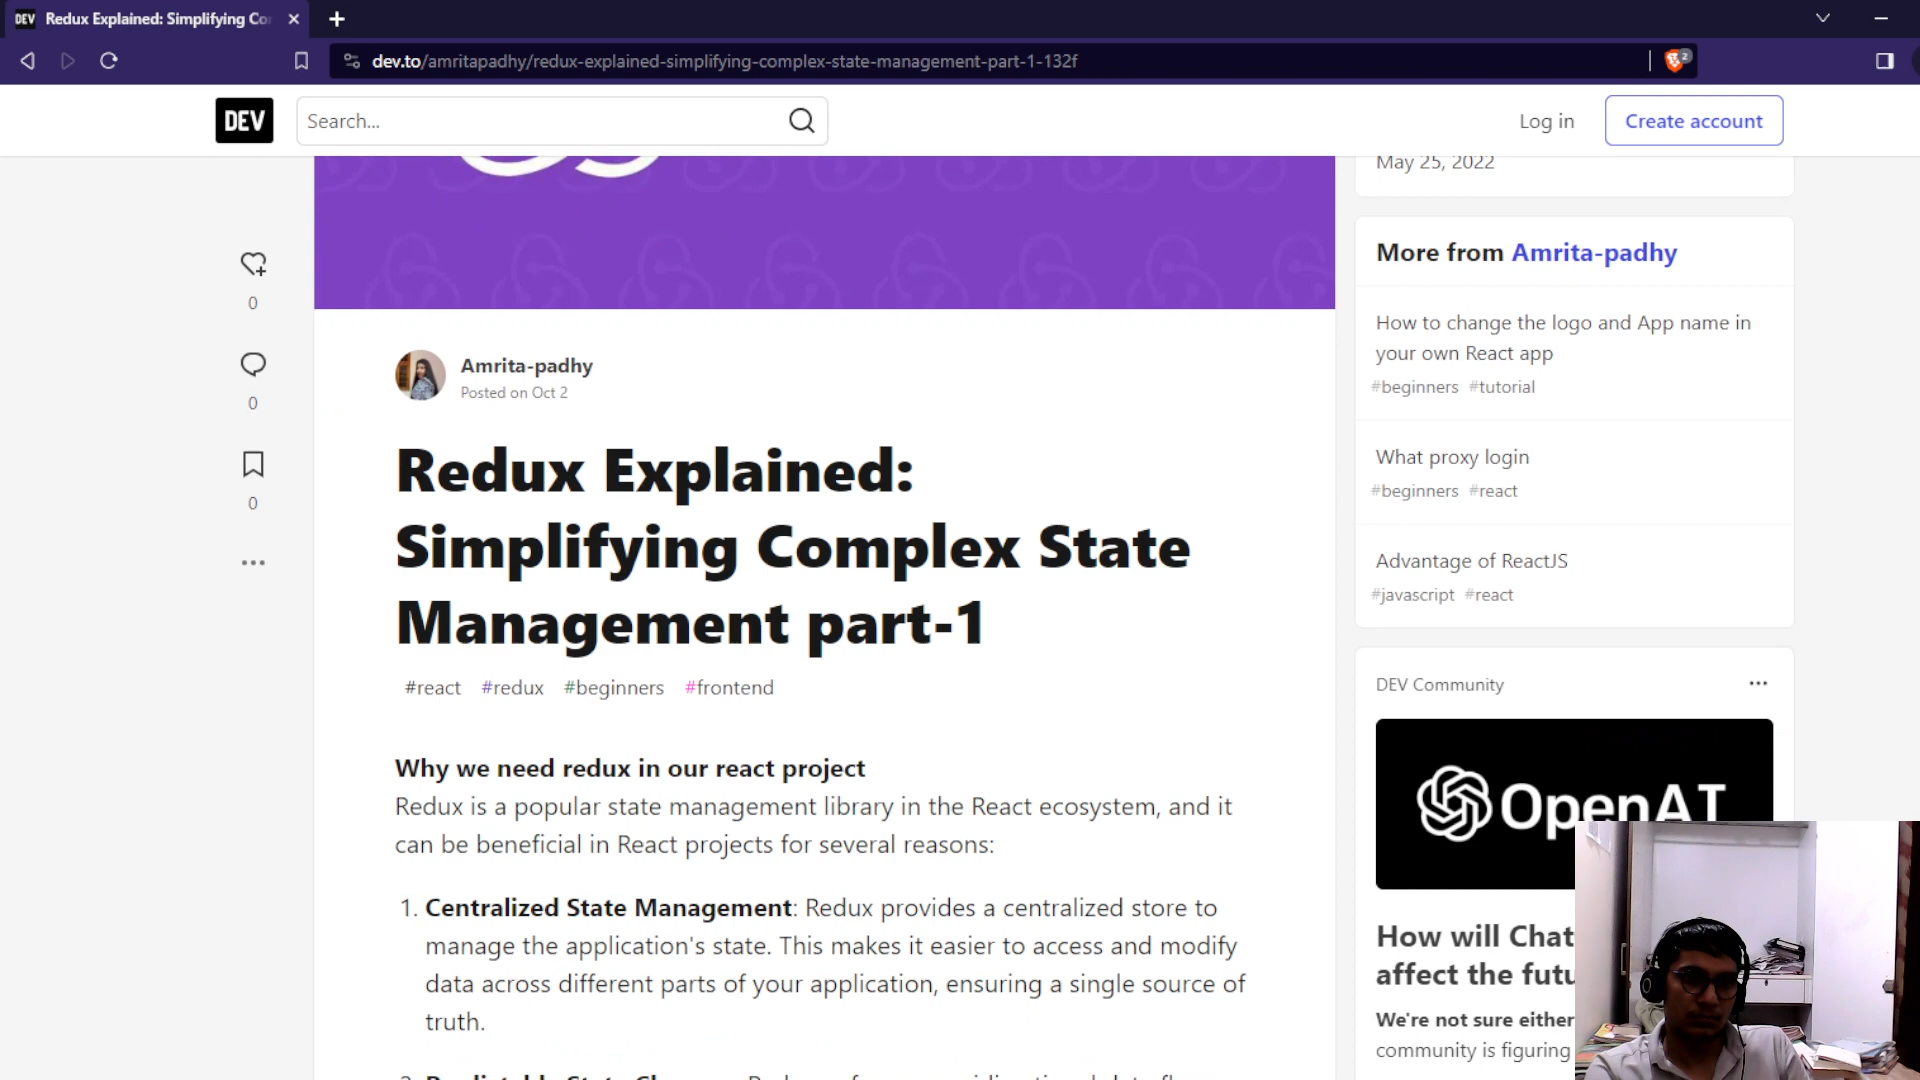 DEV Redux Explained: Simplifying Co
dev.to/amritapadhy/redux-explained-simplifying-complex-state-management-part-1-132f
2
DEV
Search...
Log in
Create account
0
0
0
Amrita-padhy
Posted on Oct 2
Redux Explained:
Simplifying Complex State
Management part-1
#react #redux #beginners #frontend
Why we need redux in our react project
Redux is a popular state management library in the React ecosystem, and it
can be beneficial in React projects for several reasons:
1. Centralized State Management: Redux provides a centralized store to
manage the application's state. This makes it easier to access and modify
data across different parts of your application, ensuring a single source of
truth.
May 25, 2022
More from Amrita-padhy
How to change the logo and App name in
your own React app
#beginners #tutorial
What proxy login
#beginners #react
Advantage of ReactJS
#javascript #react
DEV Community
OpenAI
How will Chat
affect the futu
We're not sure either
community is figuring